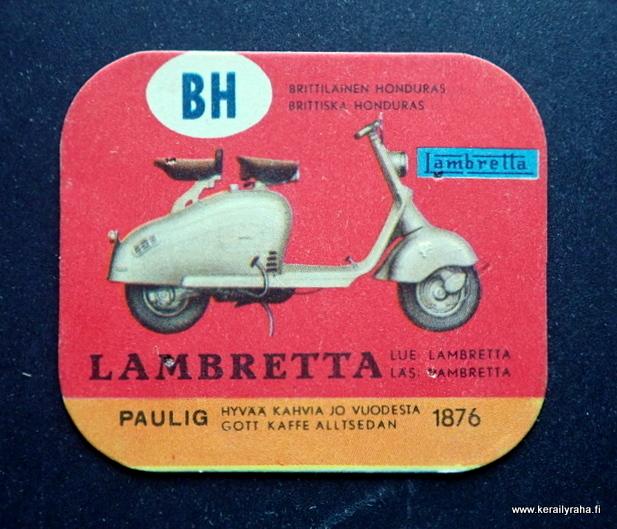 BH
BRITTILÄINEN HONDURAS
BRITTISKA HONDURAS
Lambretta
LAMBRETTA
LUE: LAMBRETTA
LÄS: LAMBRETTA
PAULIG
HYVÄÄ KAHVIA JO VUODESTA
GOTT KAFFE ALLTSEDAN
1876
www.kerailyraha.fi